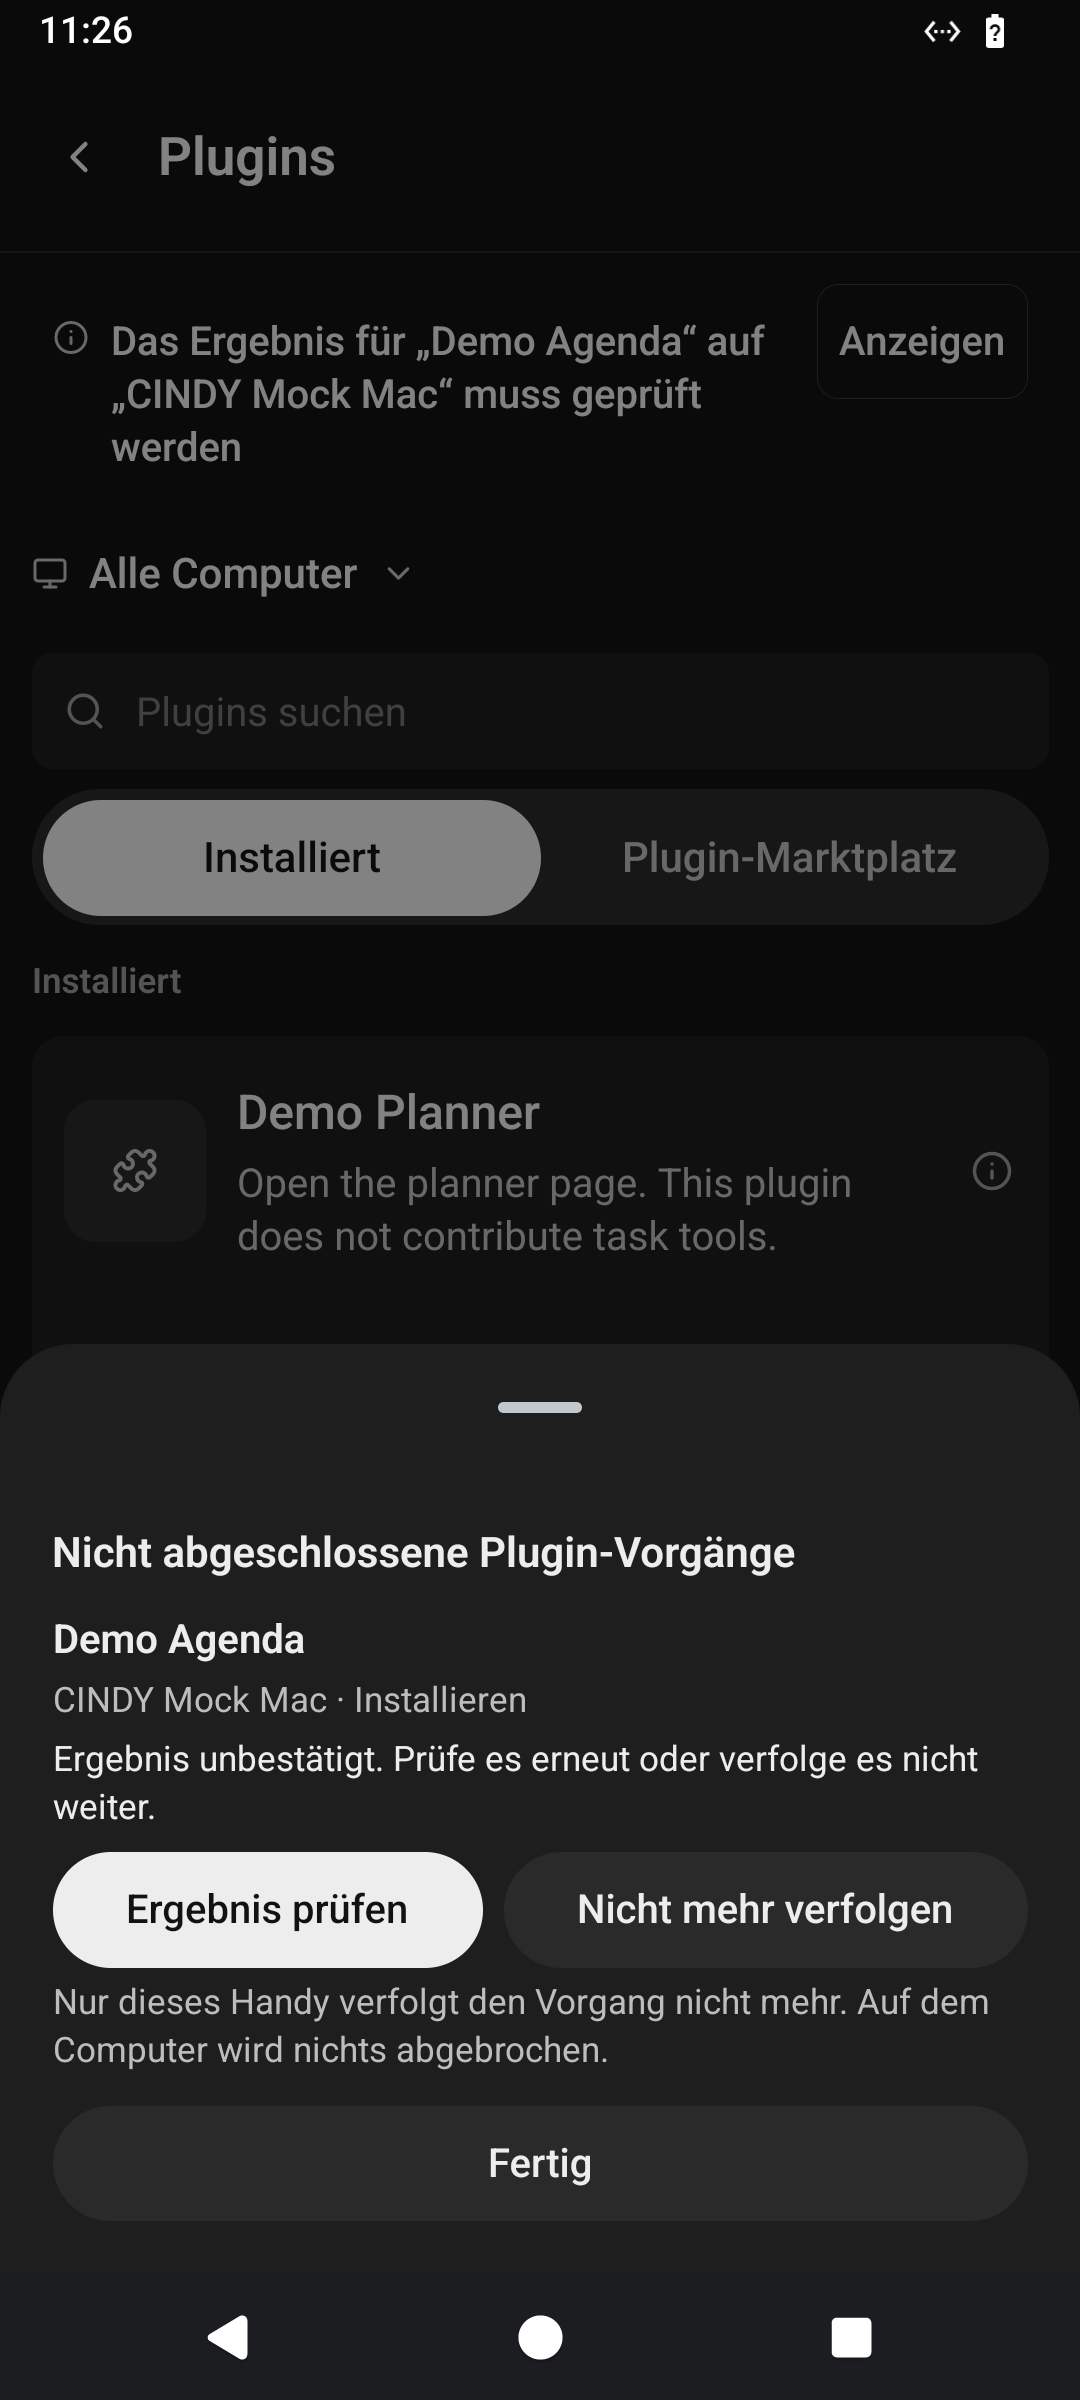 11:26
Plugins
Das Ergebnis für „Demo Agenda“ auf
„CINDY Mock Mac“ muss geprüft
werden
Anzeigen
Alle Computer
Plugins suchen
Installiert
Plugin-Marktplatz
Installiert
Demo Planner
Open the planner page. This plugin
does not contribute task tools.
Nicht abgeschlossene Plugin-Vorgänge
Demo Agenda
CINDY Mock Mac · Installieren
Ergebnis unbestätigt. Prüfe es erneut oder verfolge es nicht
weiter.
Ergebnis prüfen
Nicht mehr verfolgen
Nur dieses Handy verfolgt den Vorgang nicht mehr. Auf dem
Computer wird nichts abgebrochen.
Fertig